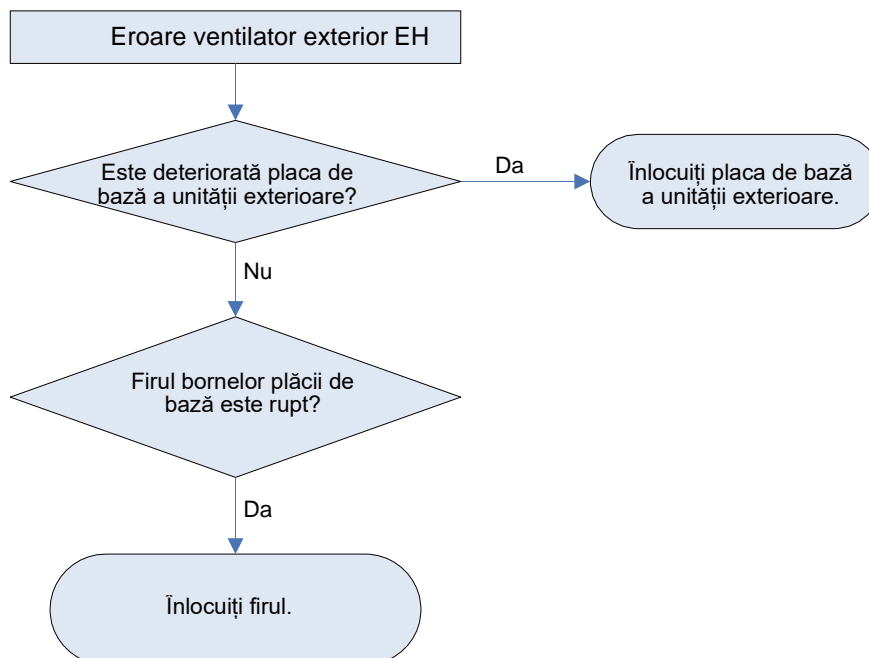 Eroare ventilator exterior EH
Este deteriorată placa de
bază a unității exterioare?
Da
Înlocuiți placa de bază
a unității exterioare.
Nu
Firul bornelor plăcii de
bază este rupt?
Da
Înlocuiți firul.